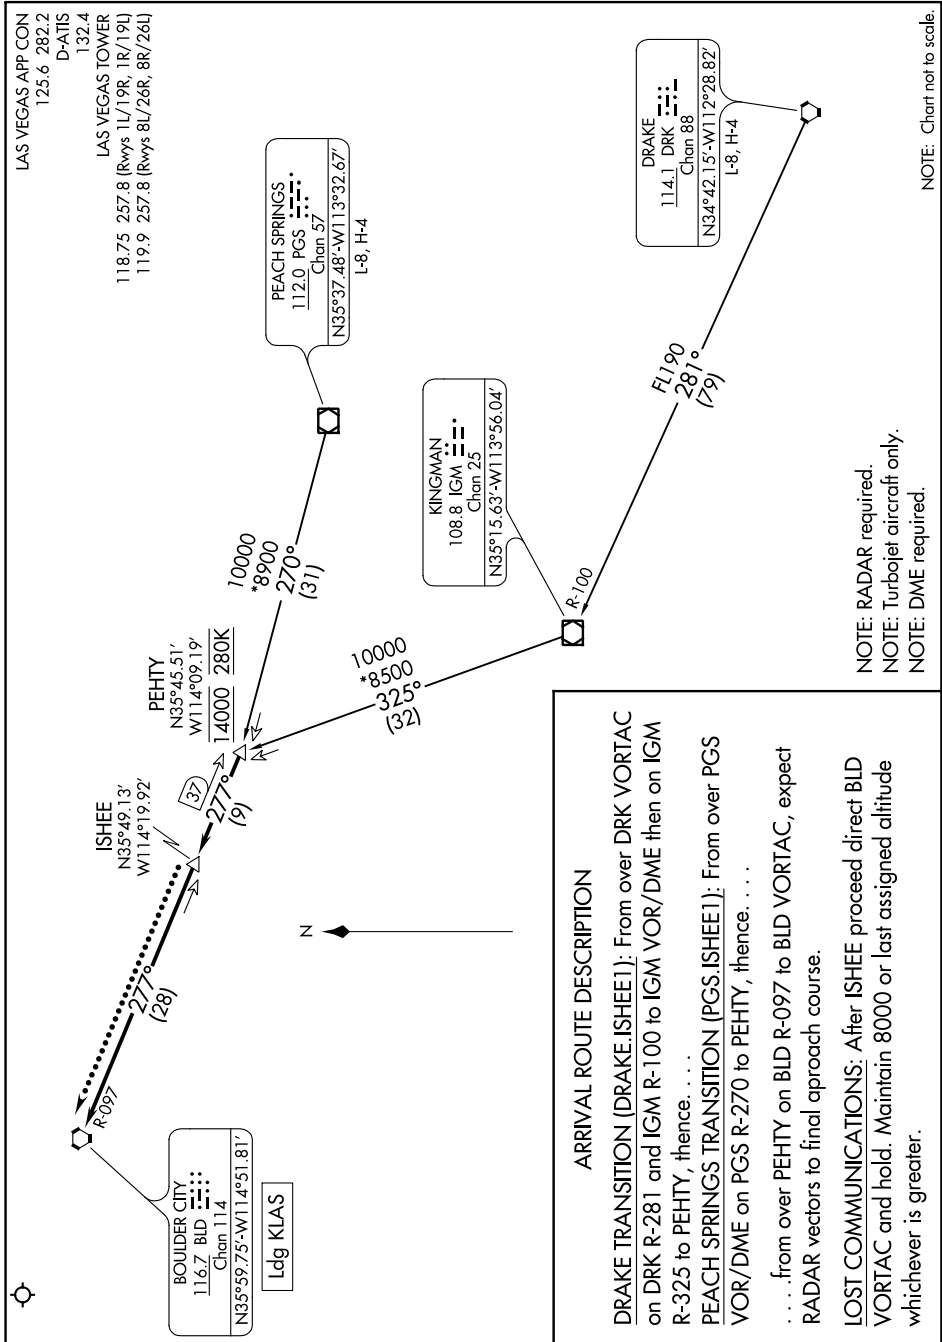 LAS VEGAS APP CON
125.6 282.2
D-ATIS
132.4
LAS VEGAS TOWER
118.75 257.8 (Rwys 1L/19R, 1R/19L)
119.9 257.8 (Rwys 8L/26R, 8R/26L)
PEACH SPRINGS
112.0 PGS
Chan 57
N35°37.48'-W113°32.67'
L-8, H-4
DRAKE
114.1 DRK
Chan 88
N34°42.15'-W112°28.82'
L-8, H-4
KINGMAN
108.8 IGM
Chan 25
N35°15.63'-W113°56.04'
BOULDER CITY
116.7 BLD
Chan 114
N35°59.75'-W114°51.81'
Ldg KLAS
ISHEE
N35°49.13'
W114°19.92'
PEHTY
N35°45.51'
W114°09.19'
14000 280K
10000
*8900
270°
(31)
10000
*8500
325°
(32)
FL190
281°
(79)
R-100
37
277°
(9)
277°
(28)
R-097
N
NOTE: RADAR required.
NOTE: Turbojet aircraft only.
NOTE: DME required.
NOTE: Chart not to scale.
ARRIVAL ROUTE DESCRIPTION
DRAKE TRANSITION (DRAKE.ISHEE1): From over DRK VORTAC
on DRK R-281 and IGM R-100 to IGM VOR/DME then on IGM
R-325 to PEHTY, thence. . . .
PEACH SPRINGS TRANSITION (PGS.ISHEE1): From over PGS
VOR/DME on PGS R-270 to PEHTY, thence. . . .
. . . .from over PEHTY on BLD R-097 to BLD VORTAC, expect
RADAR vectors to final aproach course.
LOST COMMUNICATIONS: After ISHEE proceed direct BLD
VORTAC and hold. Maintain 8000 or last assigned altitude
whichever is greater.